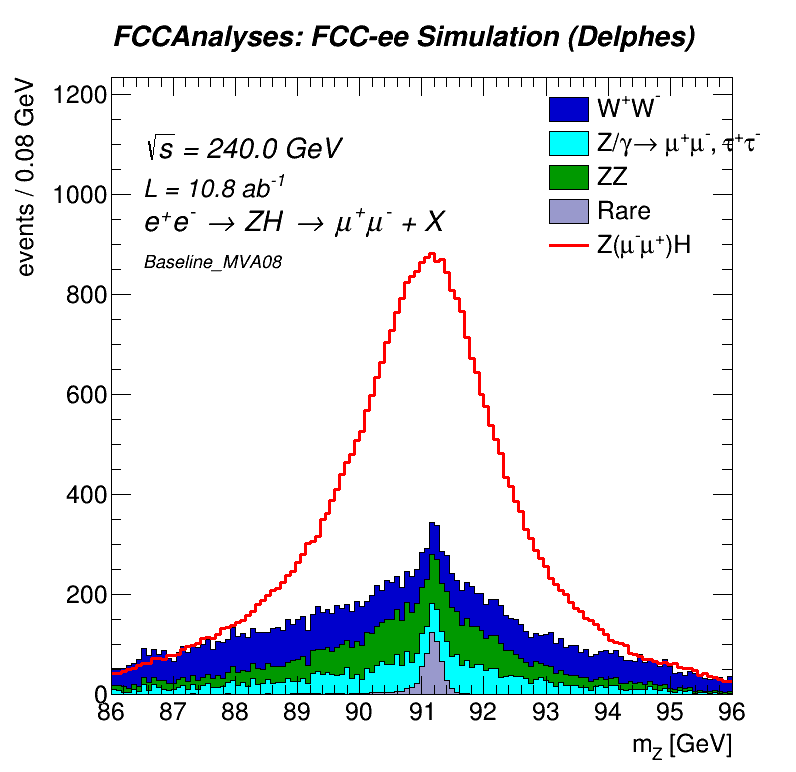 FCCAnalyses: FCC-ee Simulation (Delphes)
events / 0.08 GeV
1200
1000
800
600
400
200
0
√s = 240.0 GeV
L = 10.8 ab⁻¹
e⁺e⁻ → ZH → μ⁺μ⁻ + X
Baseline_MVA08
W⁺W⁻
Z/γ→ μ⁺μ⁻, τ⁺τ⁻
ZZ
Rare
Z(μ⁻μ⁺)H
86 87 88 89 90 91 92 93 94 95 96
m_Z [GeV]